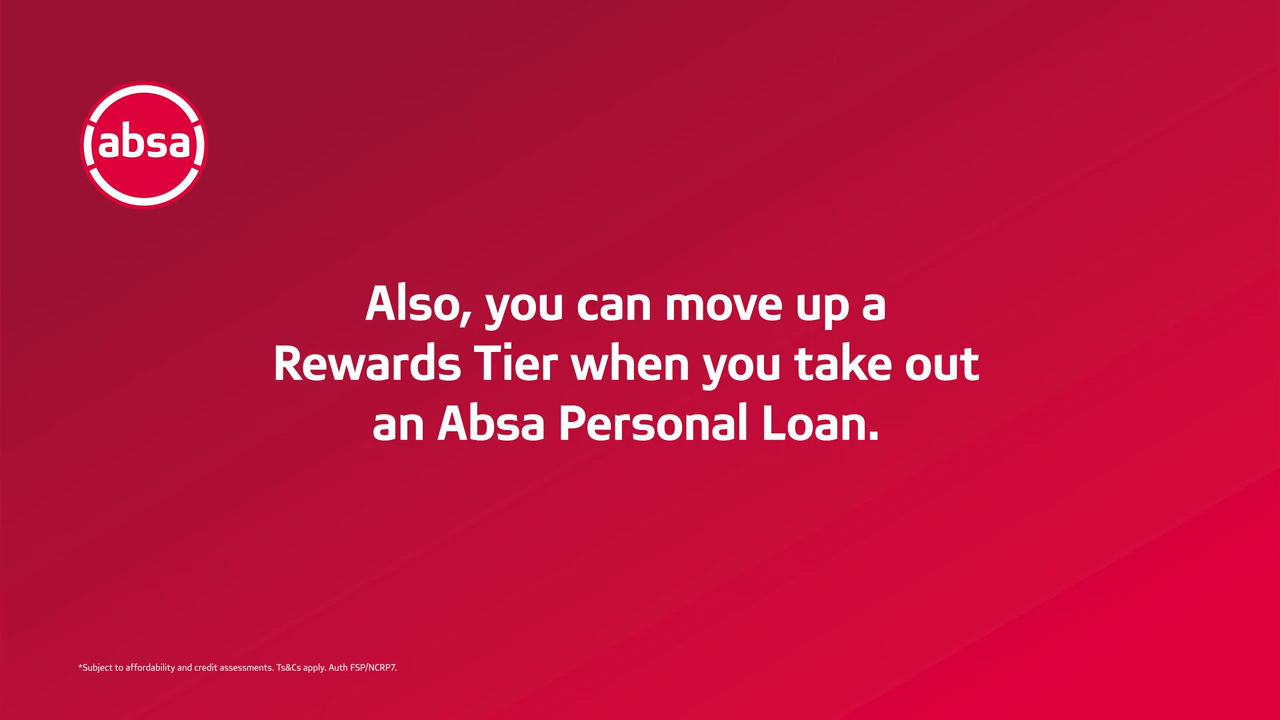 absa
Also, you can move up a
Rewards Tier when you take out
an Absa Personal Loan.
*Subject to affordability and credit assessments. Ts&Cs apply. Auth FSP/NCRP7.